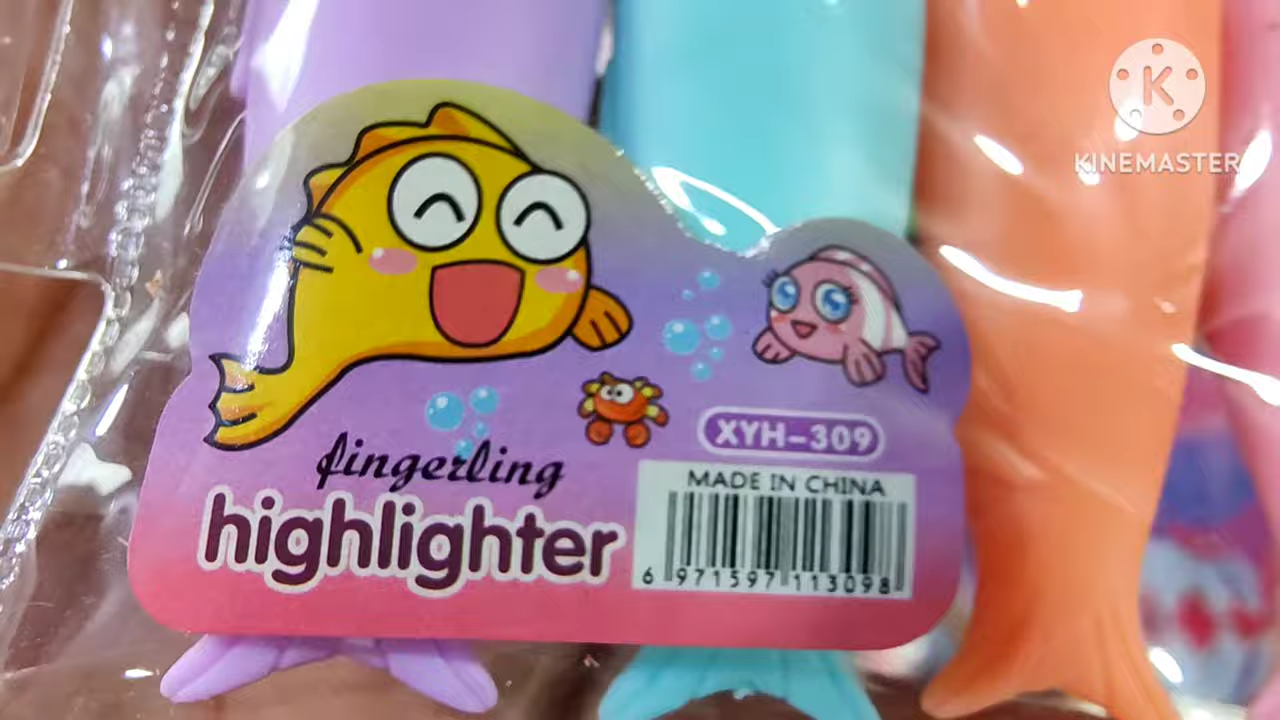 K
KINEMASTER
fingerling
highlighter
XYH-309
MADE IN CHINA
6 971597 113098